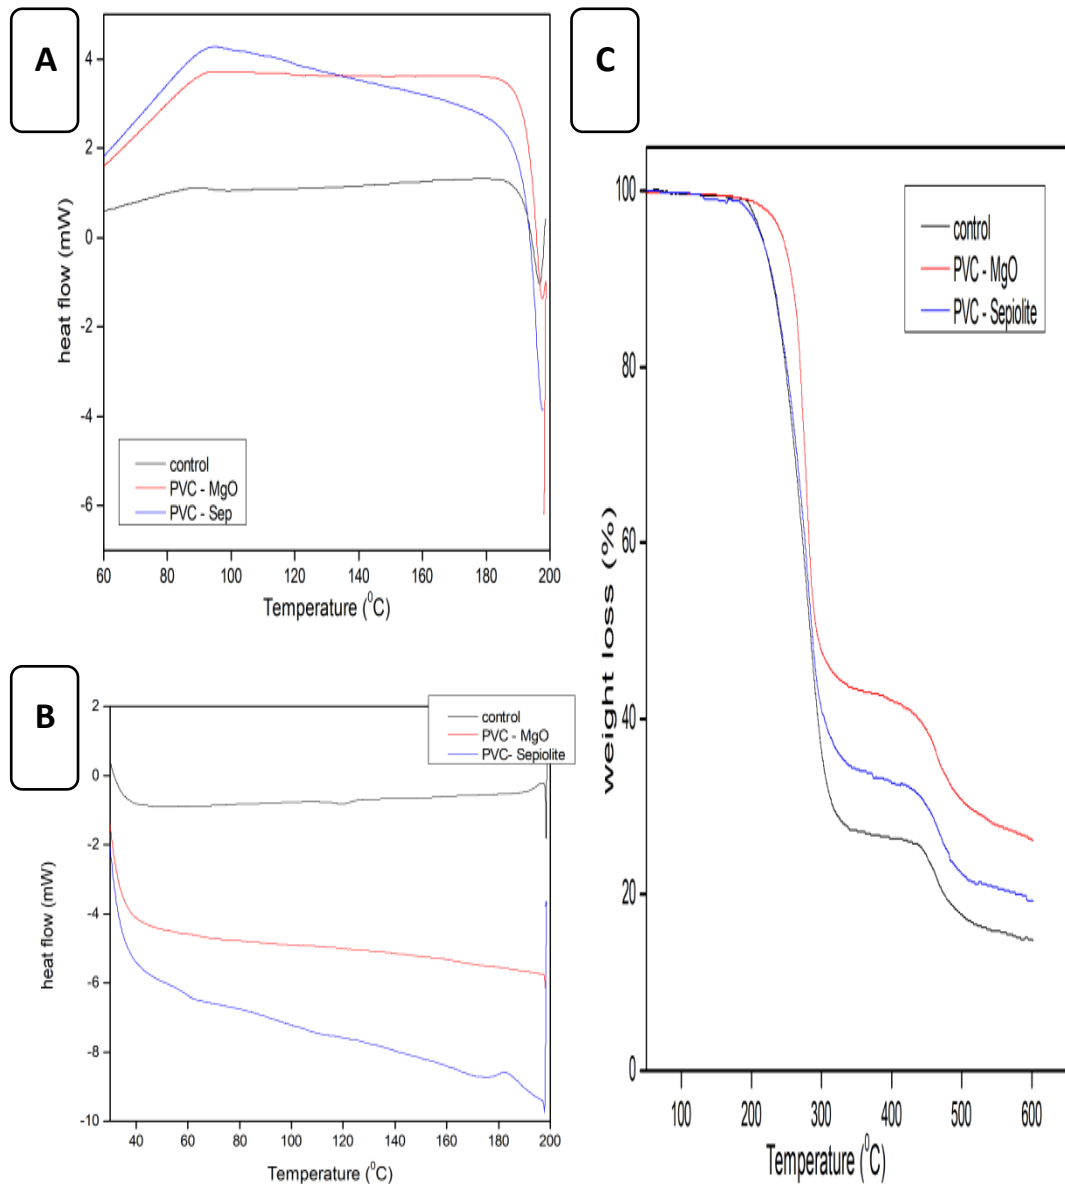 A
heat flow (mW)
4
2
0
-2
-4
-6
control
PVC - MgO
PVC - Sep
60 80 100 120 140 160 180 200
Temperature (⁰C)
B
heat flow (mW)
2
0
-2
-4
-6
-8
-10
control
PVC - MgO
PVC- Sepiolite
40 60 80 100 120 140 160 180 200
Temperature (⁰C)
C
weight loss (%)
100
80
60
40
20
0
control
PVC - MgO
PVC - Sepiolite
100 200 300 400 500 600
Temperature (⁰C)